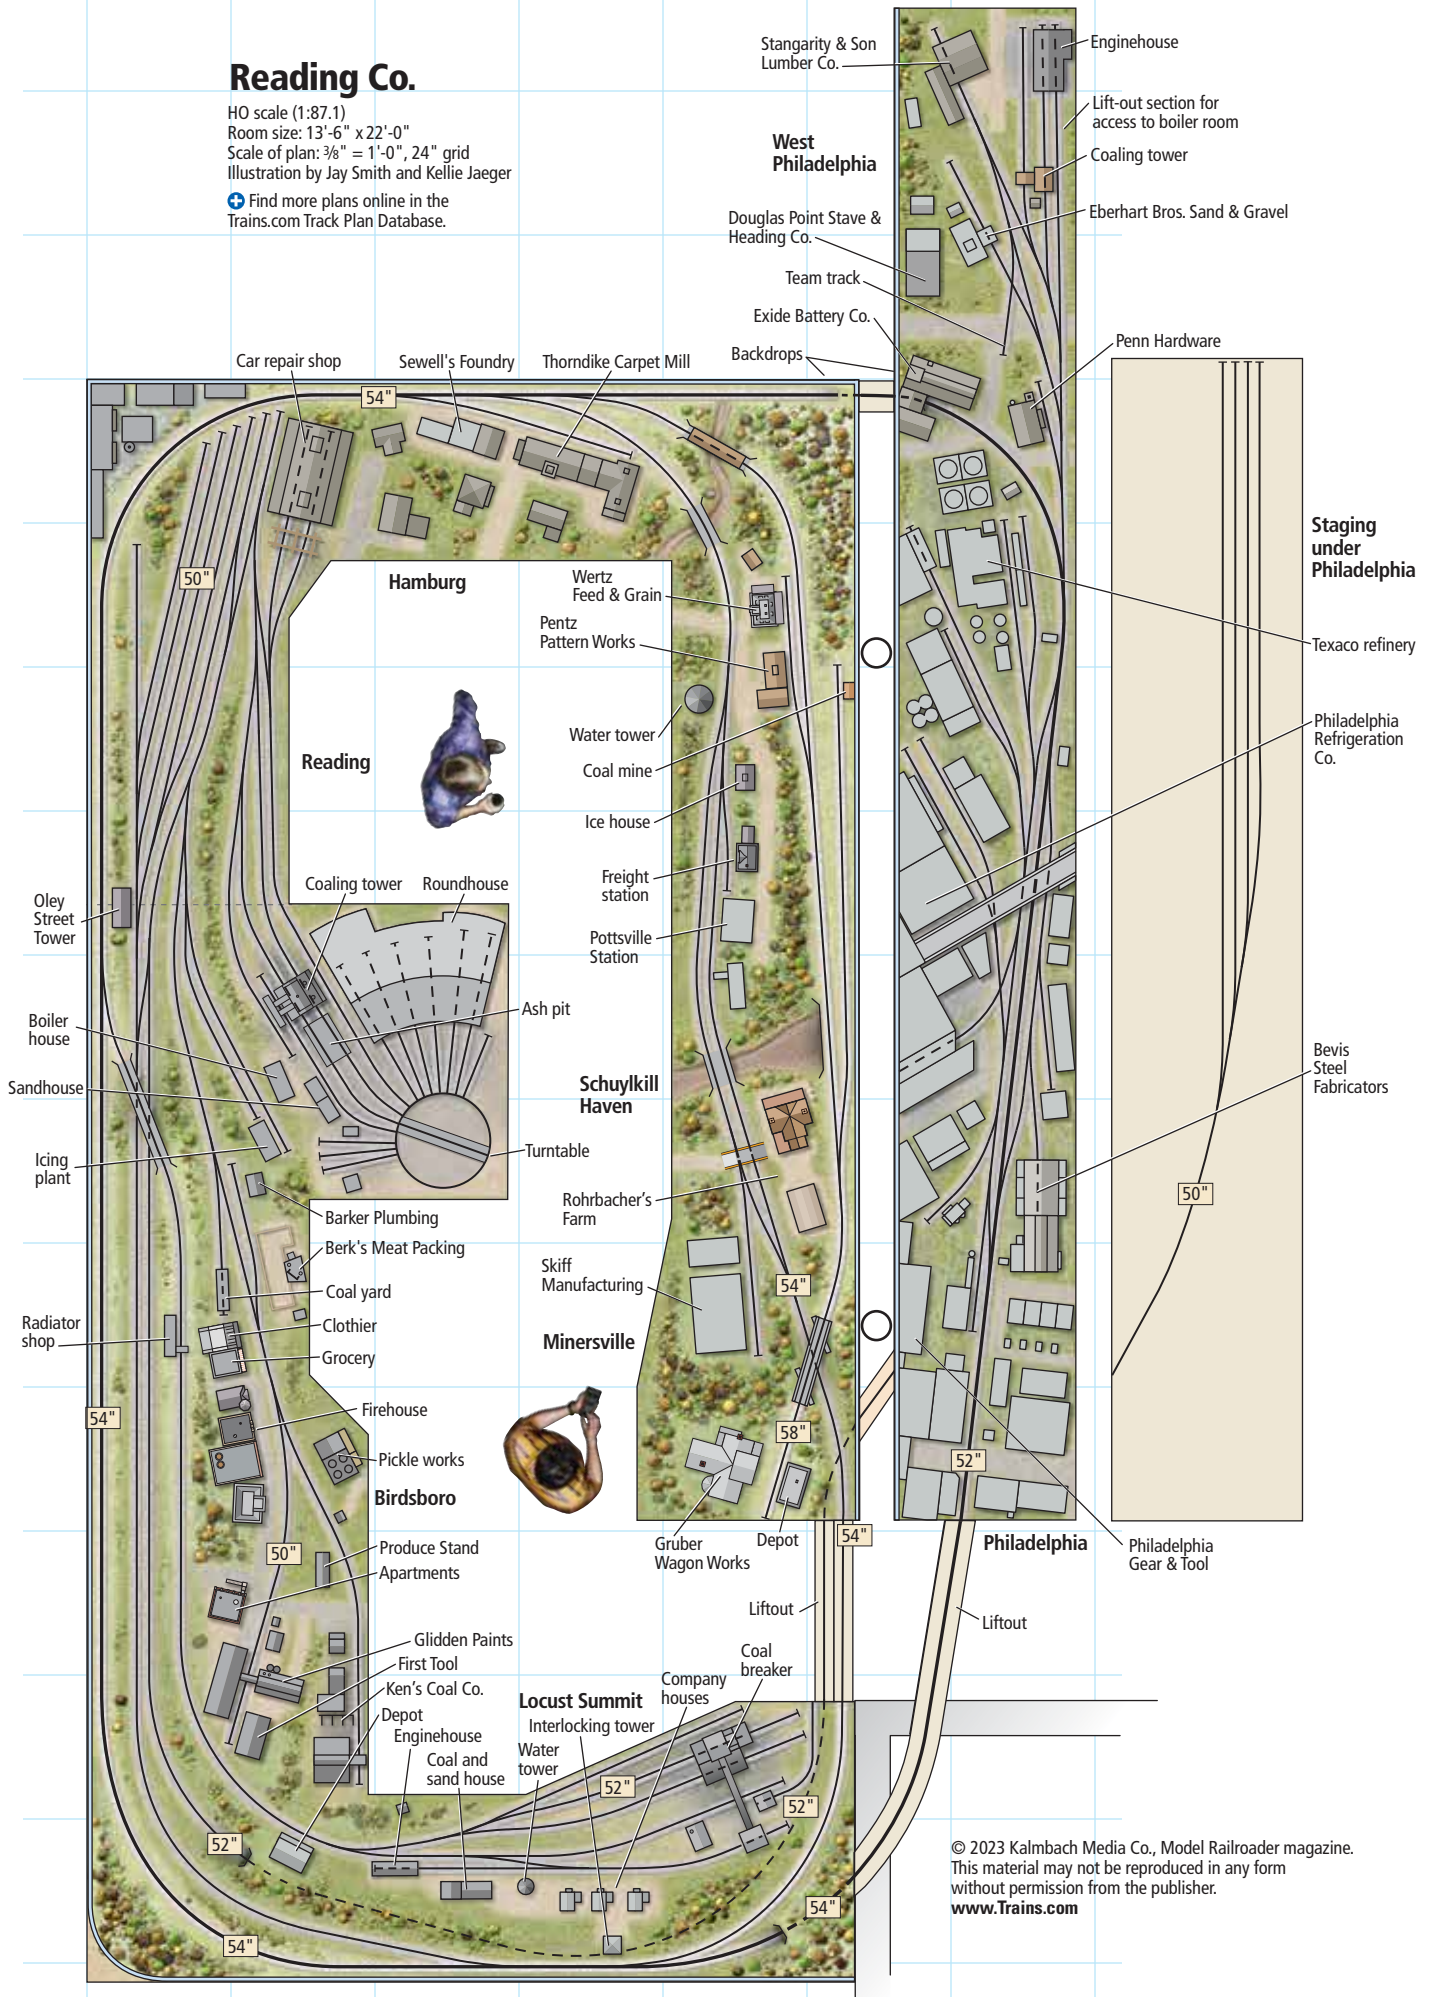 Reading Co.
HO scale (1:87.1)
Room size: 13'-6" x 22'-0"
Scale of plan: 3/8" = 1'-0", 24" grid
Illustration by Jay Smith and Kellie Jaeger
Find more plans online in the
Trains.com Track Plan Database.
Stangarity & Son
Lumber Co.
Enginehouse
Lift-out section for
access to boiler room
West
Philadelphia
Coaling tower
Douglas Point Stave &
Heading Co.
Eberhart Bros. Sand & Gravel
Team track
Exide Battery Co.
Backdrops
Penn Hardware
Car repair shop
Sewell's Foundry
Thorndike Carpet Mill
54"
Staging
under
Philadelphia
50"
Hamburg
Wertz
Feed & Grain
Pentz
Pattern Works
Texaco refinery
Water tower
Philadelphia
Refrigeration
Co.
Reading
Coal mine
Ice house
Coaling tower
Roundhouse
Freight
station
Oley
Street
Tower
Pottsville
Station
Ash pit
Boiler
house
Bevis
Steel
Fabricators
Sandhouse
Schuylkill
Haven
Icing
plant
Turntable
50"
Rohrbacher's
Farm
Barker Plumbing
Berk's Meat Packing
Skiff
Manufacturing
54"
Coal yard
Radiator
shop
Clothier
Minersville
Grocery
54"
Firehouse
58"
Pickle works
52"
Birdsboro
54"
50"
Produce Stand
Apartments
Gruber
Wagon Works
Depot
Philadelphia
Philadelphia
Gear & Tool
Liftout
Liftout
Glidden Paints
First Tool
Ken's Coal Co.
Depot
Enginehouse
Coal and
sand house
Locust Summit
Interlocking tower
Water
tower
Company
houses
Coal
breaker
52"
52"
52"
54"
54"
© 2023 Kalmbach Media Co., Model Railroader magazine.
This material may not be reproduced in any form
without permission from the publisher.
www.Trains.com